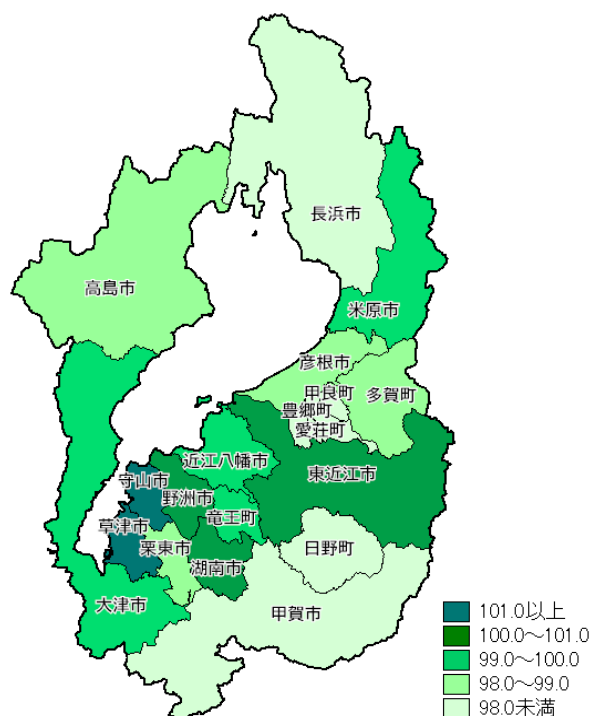 長浜市
高島市
米原市
彦根市
甲良町
多賀町
豊郷町
愛荘町
近江八幡市
東近江市
守山市
野洲市
竜王町
草津市
栗東市
日野町
湖南市
大津市
甲賀市
101.0以上
100.0～101.0
99.0～100.0
98.0～99.0
98.0未満